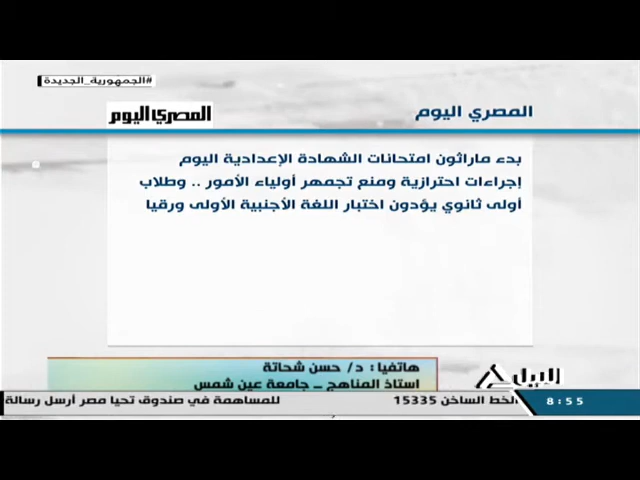 #الجمهورية_الجديدة
المصري اليوم
المصري اليوم
بدء ماراثون امتحانات الشهادة الإعدادية اليوم
إجراءات احترازية ومنع تجمهر أولياء الأمور .. وطلاب
أولى ثانوي يؤدون اختبار اللغة الأجنبية الأولى ورقيا
هاتفيا: د/ حسن شحاتة
استاذ المناهج – جامعة عين شمس
للمساهمة في صندوق تحيا مصر أرسل رسالة
الخط الساخن 15335
8:55